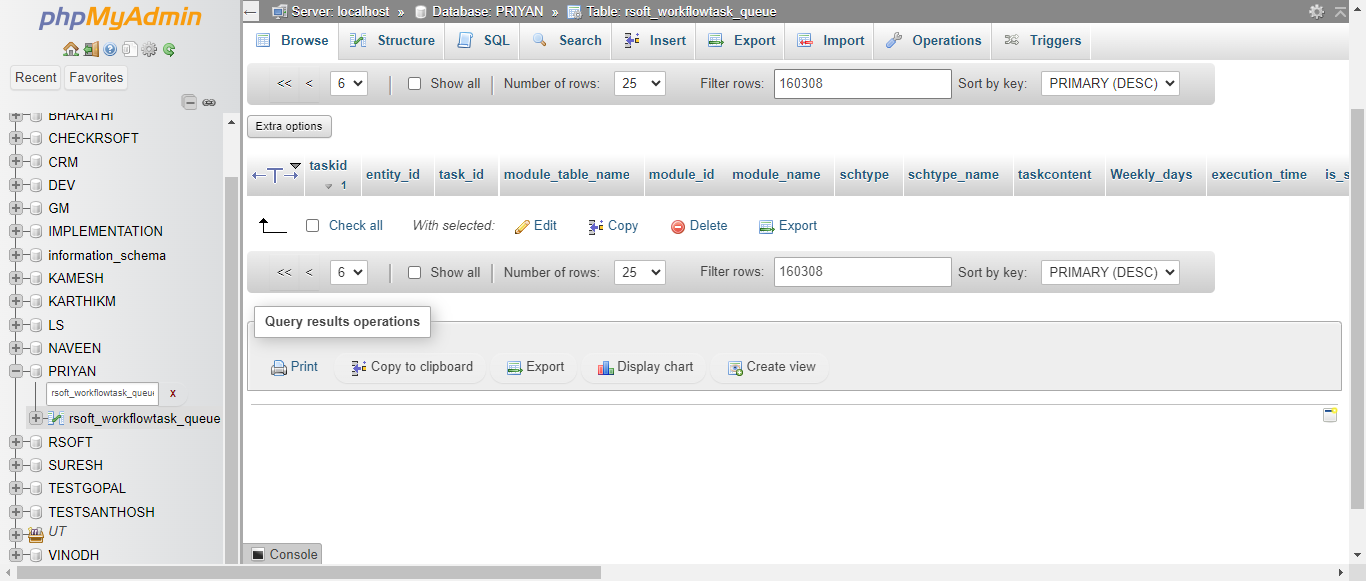 phpMyAdmin
Recent
Favorites
BHARATHI
CHECKRSOFT
CRM
DEV
GM
IMPLEMENTATION
information_schema
KAMESH
KARTHIKM
LS
NAVEEN
PRIYAN
rsoft_workflowtask_queu
x
rsoft_workflowtask_queue
RSOFT
SURESH
TESTGOPAL
TESTSANTHOSH
UT
VINODH
Server: localhost » Database: PRIYAN » Table: rsoft_workflowtask_queue
Browse Structure SQL Search Insert Export Import Operations Triggers
<< < 6 Show all Number of rows: 25 Filter rows: 160308 Sort by key: PRIMARY (DESC)
Extra options
taskid 1 entity_id task_id module_table_name module_id module_name schtype schtype_name taskcontent Weekly_days execution_time is_s
Check all With selected: Edit Copy Delete Export
<< < 6 Show all Number of rows: 25 Filter rows: 160308 Sort by key: PRIMARY (DESC)
Query results operations
Print Copy to clipboard Export Display chart Create view
Console